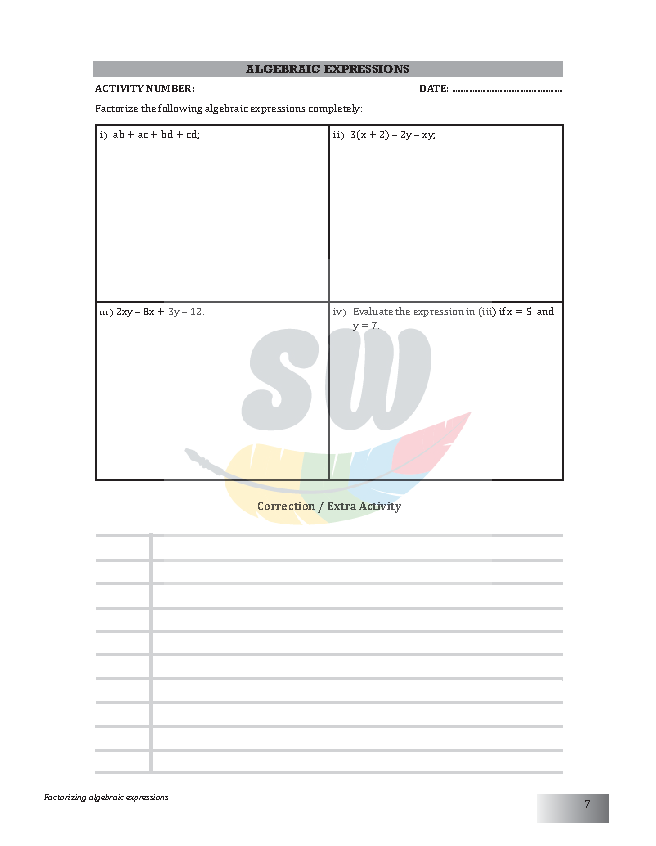 ALGEBRAIC EXPRESSIONS
ACTIVITY NUMBER:
DATE: ......................................
Factorize the following algebraic expressions completely:
i) ab + ac + bd + cd;
ii) 3(x + 2) – 2y – xy;
iii) 2xy – 8x + 3y – 12.
iv) Evaluate the expression in (iii) if x = 5 and
y = 7.
sw
Correction / Extra Activity
Factorizing algebraic expressions
7